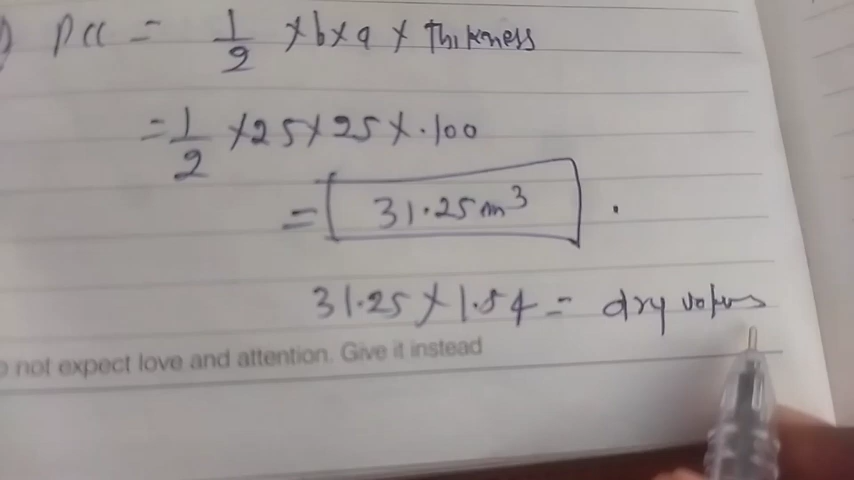 ) PCC = 1/2 × b × a × Thikness
= 1/2 × 25 × 25 × .100
= 31.25 m³ .
31.25 × 1.54 = dry
not expect love and attention. Give it instead